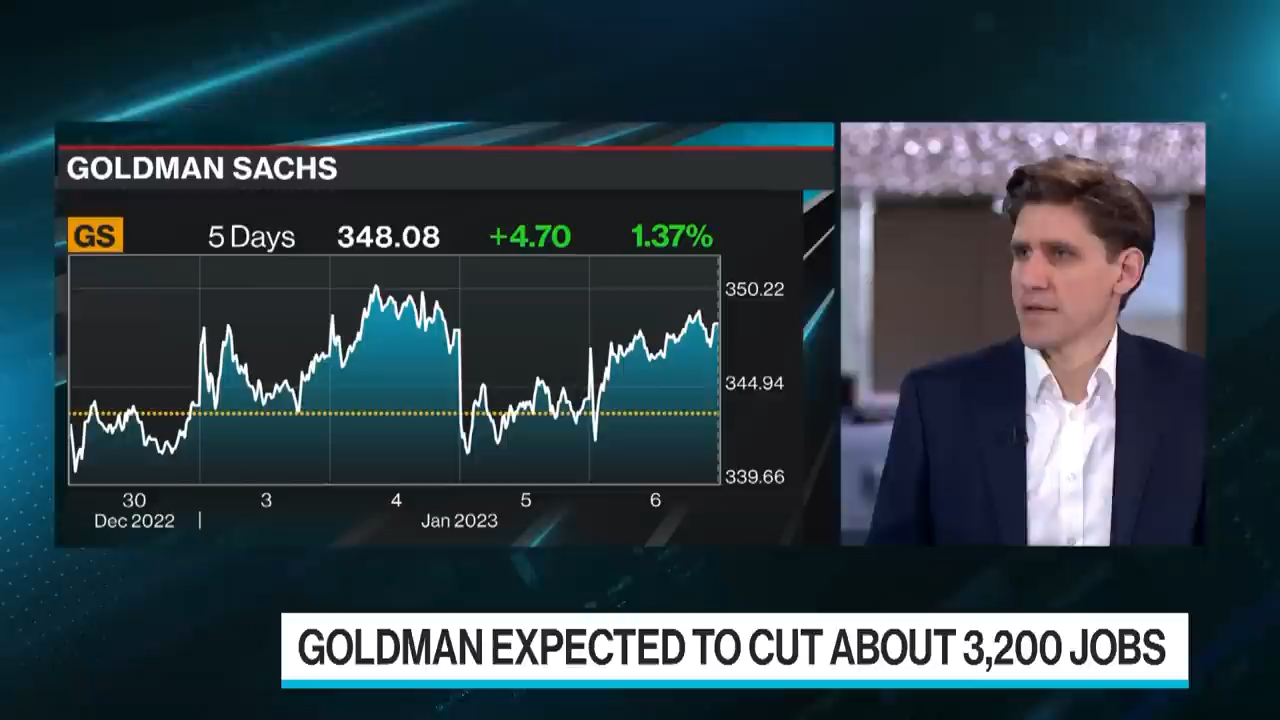 GOLDMAN SACHS
GS 5 Days 348.08 +4.70 1.37%
350.22
344.94
339.66
30 3 4 5 6
Dec 2022 | Jan 2023
GOLDMAN EXPECTED TO CUT ABOUT 3,200 JOBS